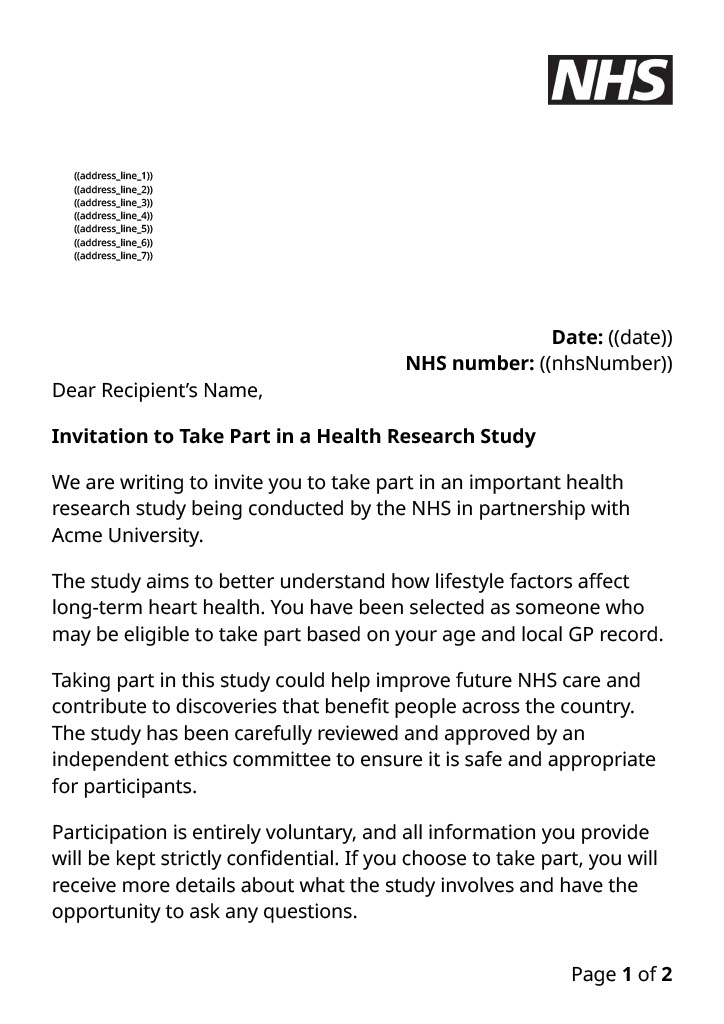 NHS
((address_line_1))
((address_line_2))
((address_line_3))
((address_line_4))
((address_line_5))
((address_line_6))
((address_line_7))
Date: ((date))
NHS number: ((nhsNumber))
Dear Recipient’s Name,
Invitation to Take Part in a Health Research Study
We are writing to invite you to take part in an important health
research study being conducted by the NHS in partnership with
Acme University.
The study aims to better understand how lifestyle factors affect
long-term heart health. You have been selected as someone who
may be eligible to take part based on your age and local GP record.
Taking part in this study could help improve future NHS care and
contribute to discoveries that benefit people across the country.
The study has been carefully reviewed and approved by an
independent ethics committee to ensure it is safe and appropriate
for participants.
Participation is entirely voluntary, and all information you provide
will be kept strictly confidential. If you choose to take part, you will
receive more details about what the study involves and have the
opportunity to ask any questions.
Page 1 of 2